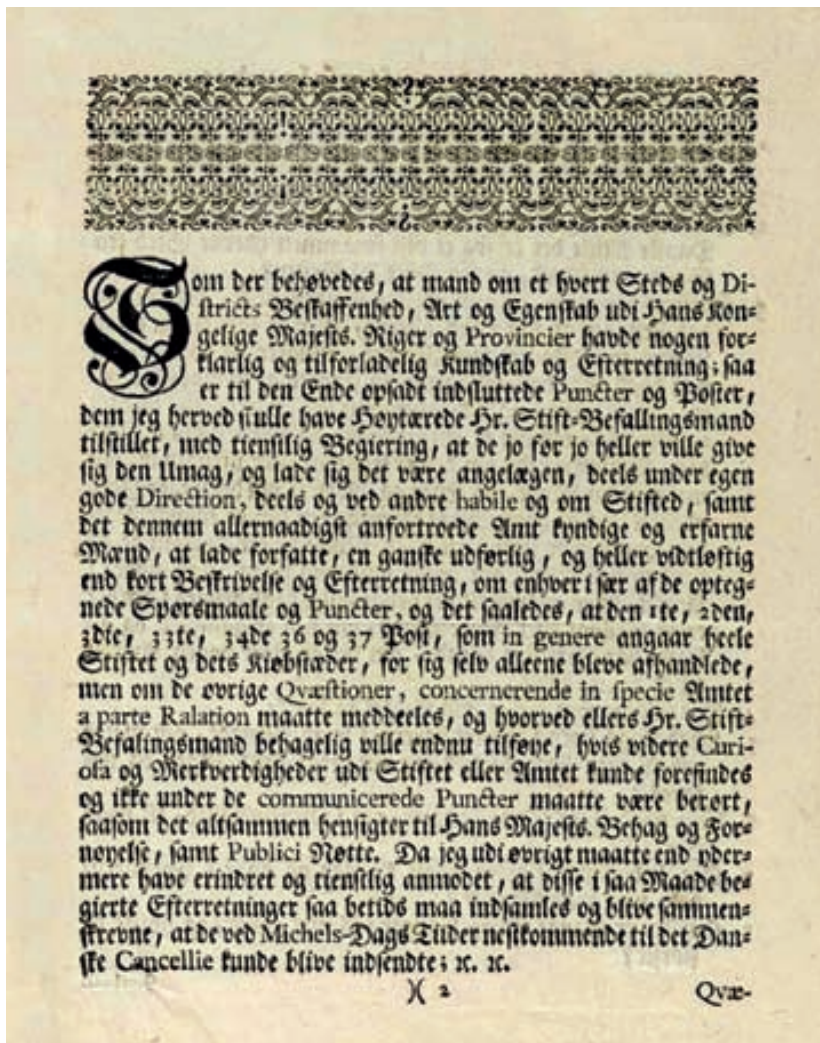 Som der behøvedes, at mand om et hvert Steds og Di-
stricts Beskaffenhed, Art og Egenskab udi Hans Kon-
gelige Majests. Riger og Provincier havde nogen for-
klarlig og tilforladelig Kundskab og Efterretning; saa
er til den Ende opsadt indsluttede Puncter og Poster,
dem jeg herved skulle have Høytærede Hr. Stift-Befallingsmand
tilstillet, med tienstlig Begiering, at de jo før jo heller ville give
sig den Umag, og lade sig det være angelægen, deels under egen
gode Direction, deels og ved andre habile og om Stifted, samt
det dennem allernaadigst anfortroede Amt kyndige og erfarne
Mænd, at lade forfatte, en ganske udførlig, og heller vidtløftig
end kort Beskrivelse og Efterretning, om enhver i sær af de opteg-
nede Spørsmaale og Puncter, og det saaledes, at den 1te, 2den,
3die, 33te, 34de 36 og 37 Post, som in genere angaar heele
Stiftet og dets Kiøbstæder, for sig selv alleene bleve afhandlede,
men om de øvrige Qvæstioner, concernerende in specie Amtet
a parte Ralation maatte meddeeles, og hvorved ellers Hr. Stift-
Befalingsmand behagelig ville endnu tilføye, hvis videre Curi-
osa og Merkverdigheder udi Stiftet eller Amtet kunde forefindes
og ikke under de communicerede Puncter maatte være berørt,
saasom det altsammen hensigter til Hans Majests. Behag og For-
nøyelse, samt Publici Nøtte. Da jeg udi øvrigt maatte end yder-
mere have erindret og tienstlig anmodet, at disse i saa Maade be-
gierte Efterretninger saa betids maa indsamles og blive sammen-
skrevne, at de ved Michels-Dags Tiider nestkommende til det Dan-
ske Cancellie kunde blive indsendte; ꝛc. ꝛc.
)( 2 Qvæ-